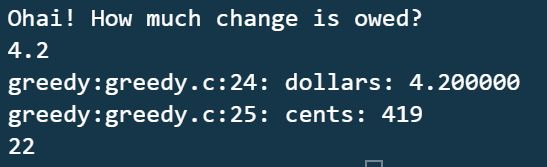 Ohai! How much change is owed?
4.2
greedy:greedy.c:24: dollars: 4.200000
greedy:greedy.c:25: cents: 419
22